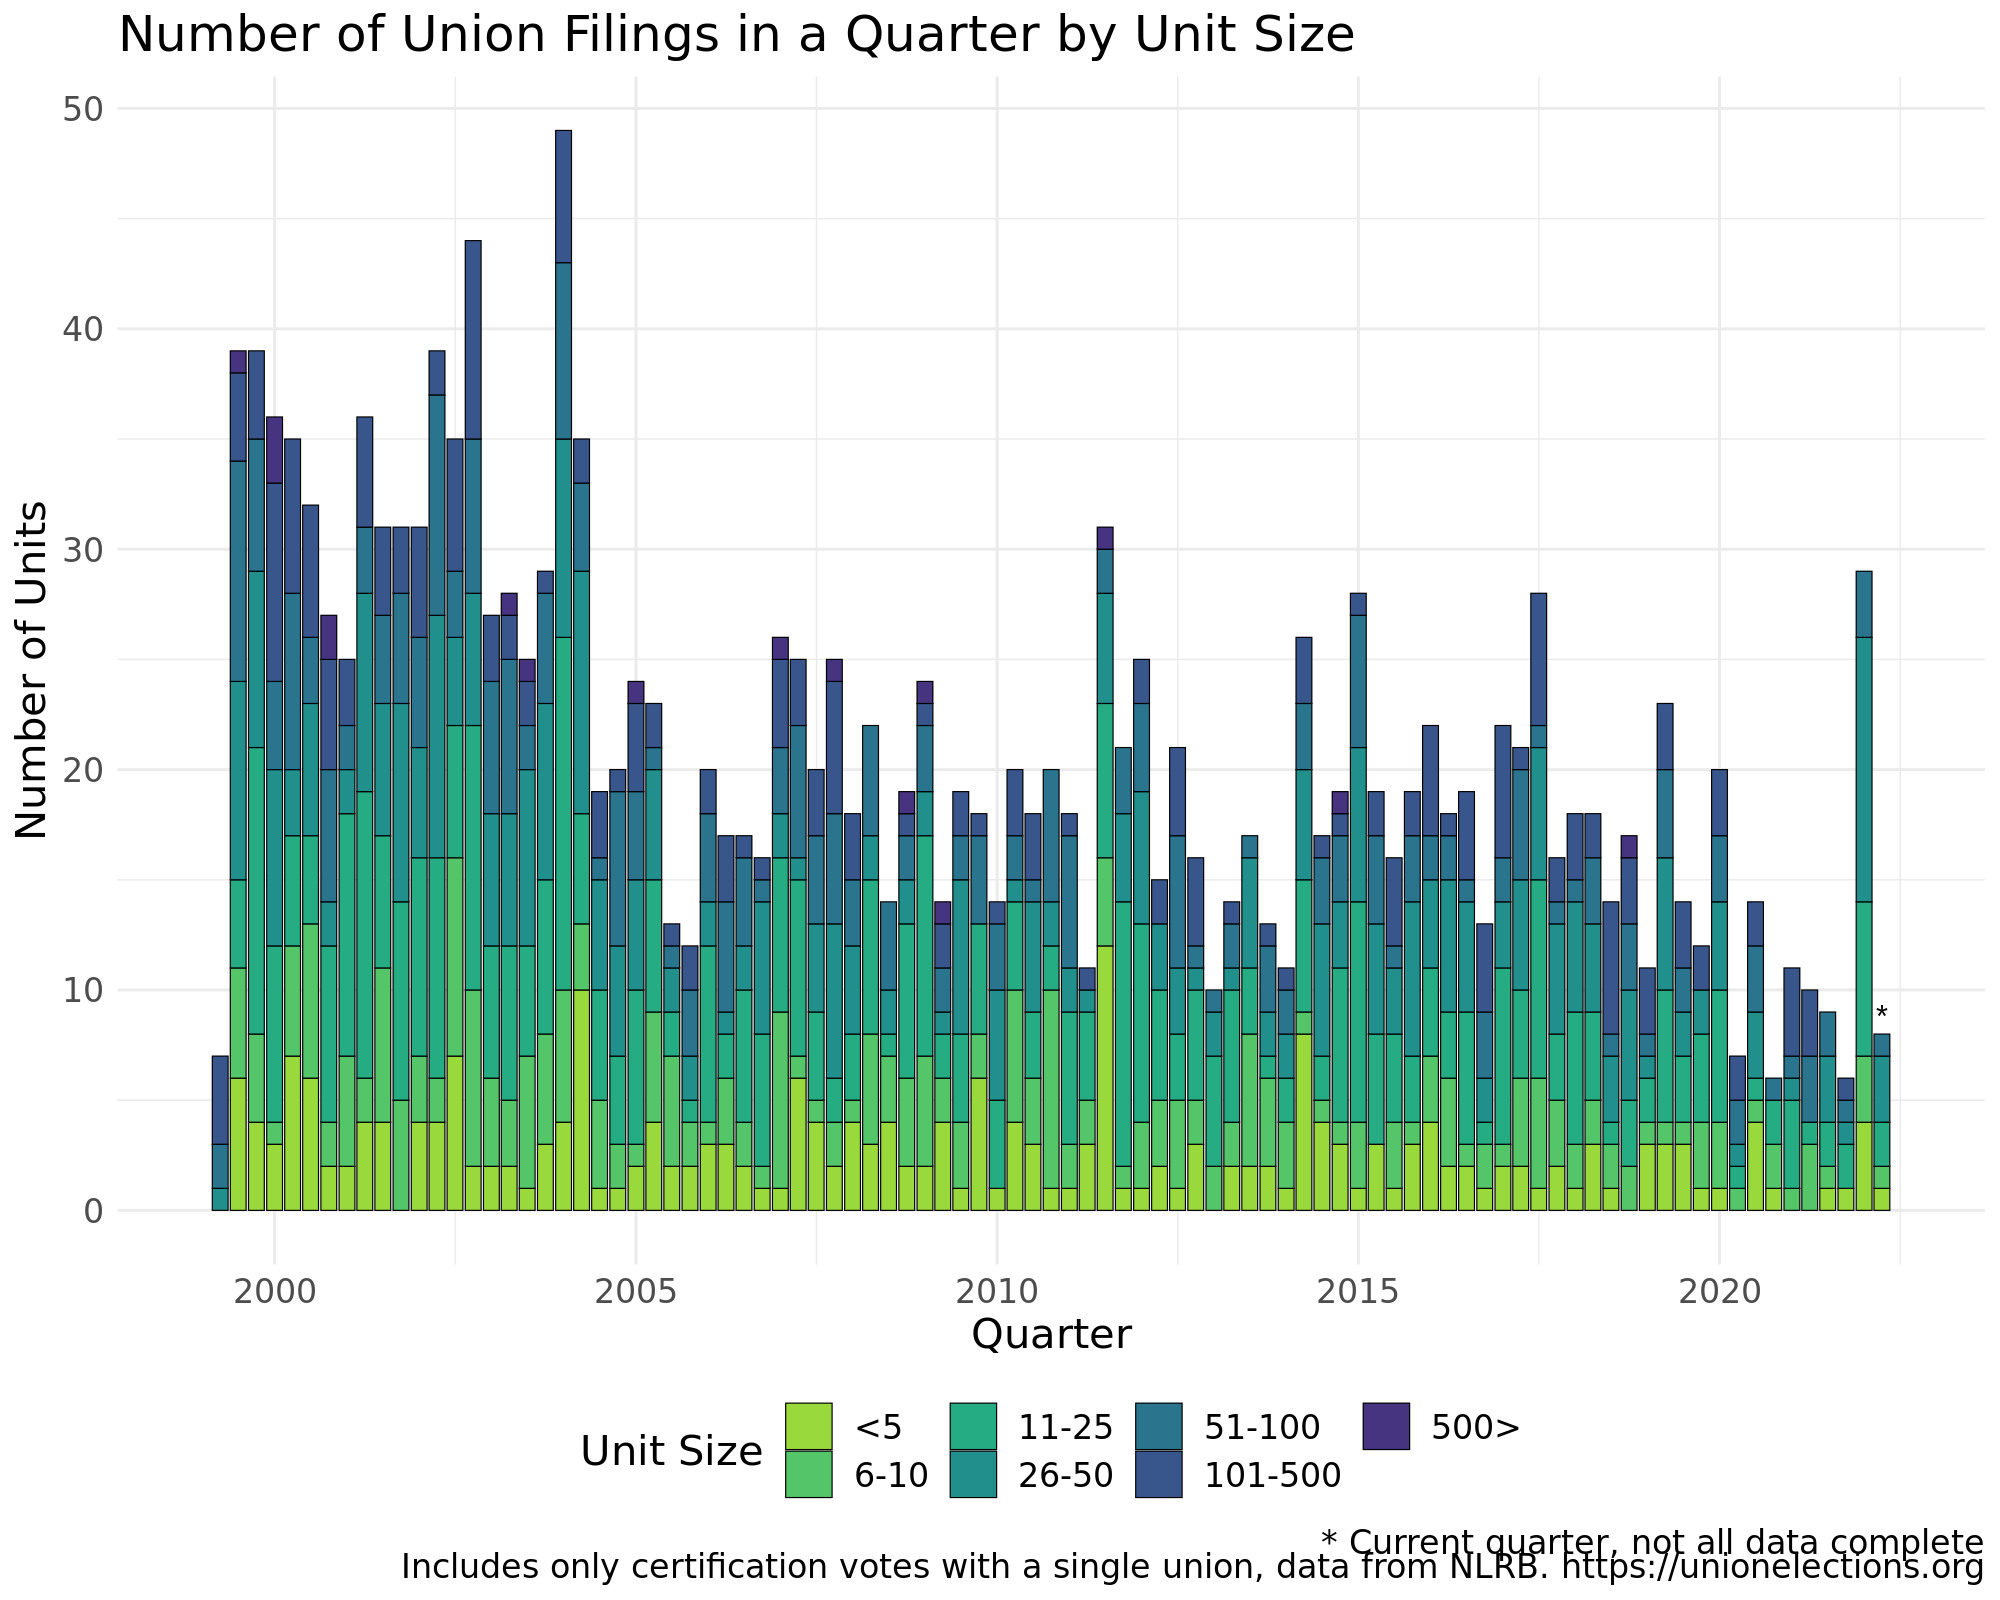 Number of Union Filings in a Quarter by Unit Size
Number of Units
50
40
30
20
10
0
*
2000 2005 2010 2015 2020
Quarter
Unit Size
<5 11-25 51-100 500>
6-10 26-50 101-500
* Current quarter, not all data complete
Includes only certification votes with a single union, data from NLRB. https://unionelections.org